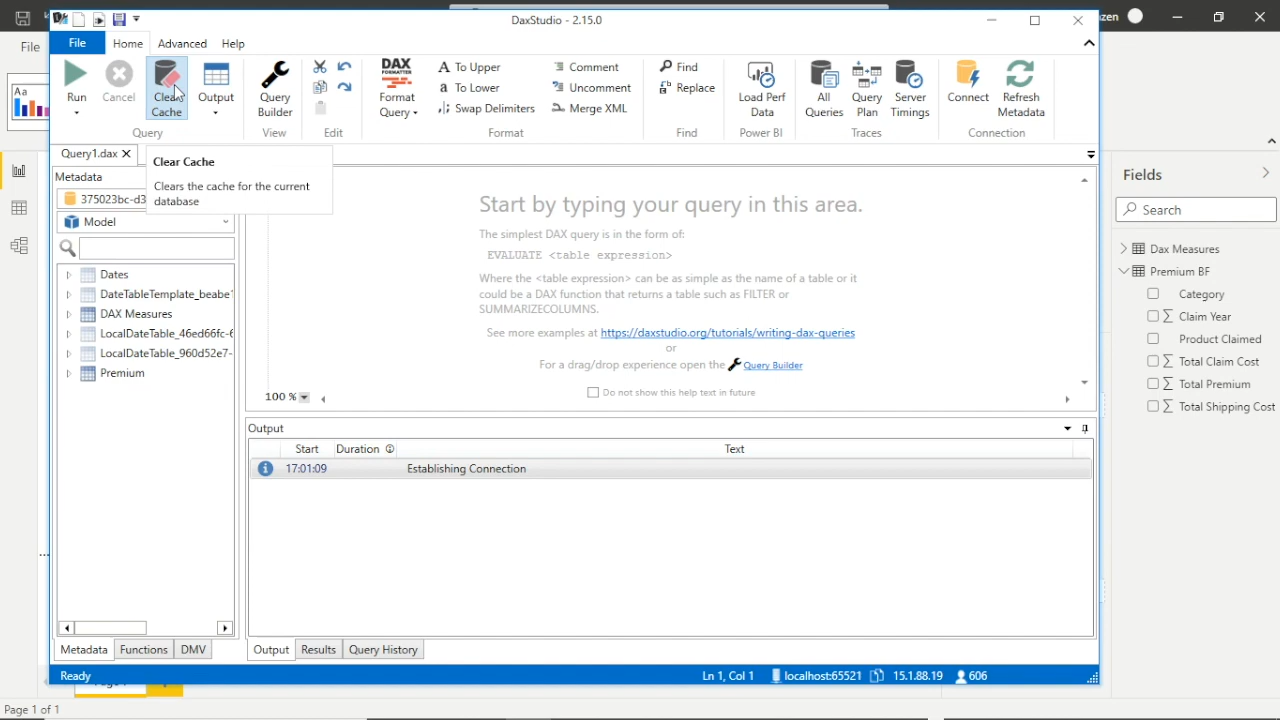 DaxStudio - 2.15.0
zen
File
File
Home
Advanced
Help
Aa
Run
Cancel
Clear
Cache
Output
Query
Query
Builder
View
Edit
DAX
FORMATTER
Format
Query
A To Upper
a To Lower
Swap Delimiters
Comment
Uncomment
Merge XML
Format
Find
Replace
Find
Load Perf
Data
Power BI
All
Queries
Query
Plan
Server
Timings
Traces
Connect
Refresh
Metadata
Connection
Query1.dax
Metadata
375023bc-d3
Model
Clear Cache
Clears the cache for the current
database
Dates
DateTableTemplate_beabe1
DAX Measures
LocalDateTable_46ed66fc-6
LocalDateTable_960d52e7-
Premium
Start by typing your query in this area.
The simplest DAX query is in the form of:
EVALUATE <table expression>
Where the <table expression> can be as simple as the name of a table or it
could be a DAX function that returns a table such as FILTER or
SUMMARIZECOLUMNS.
See more examples at https://daxstudio.org/tutorials/writing-dax-queries
or
For a drag/drop experience open the Query Builder
Do not show this help text in future
100 %
Output
Start Duration Text
17:01:09 Establishing Connection
Metadata
Functions
DMV
Output
Results
Query History
Ready
Ln 1, Col 1
localhost:65521
15.1.88.19
606
Page 1 of 1
Fields
Search
Dax Measures
Premium BF
Category
Σ Claim Year
Product Claimed
Σ Total Claim Cost
Σ Total Premium
Σ Total Shipping Cost